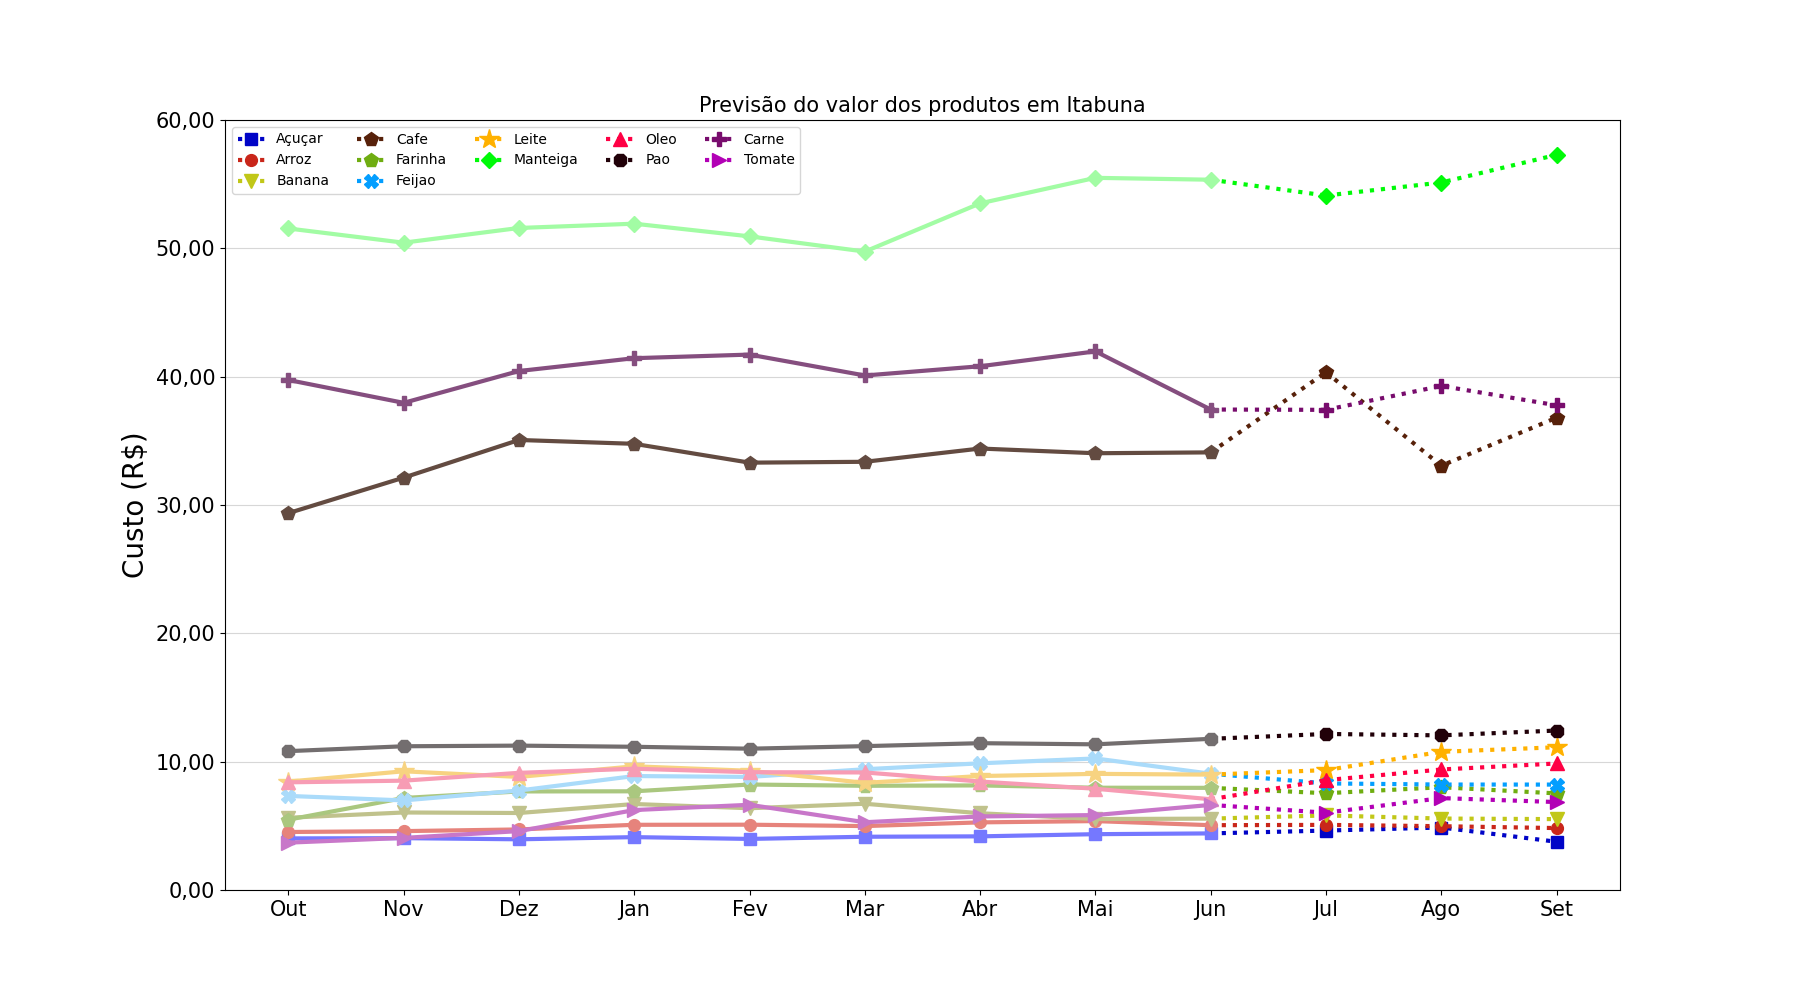 Previsão do valor dos produtos em Itabuna
60,00
50,00
40,00
30,00
20,00
10,00
0,00
Custo (R$)
Açuçar
Arroz
Banana
Cafe
Farinha
Feijao
Leite
Manteiga
Oleo
Pao
Carne
Tomate
Out Nov Dez Jan Fev Mar Abr Mai Jun Jul Ago Set